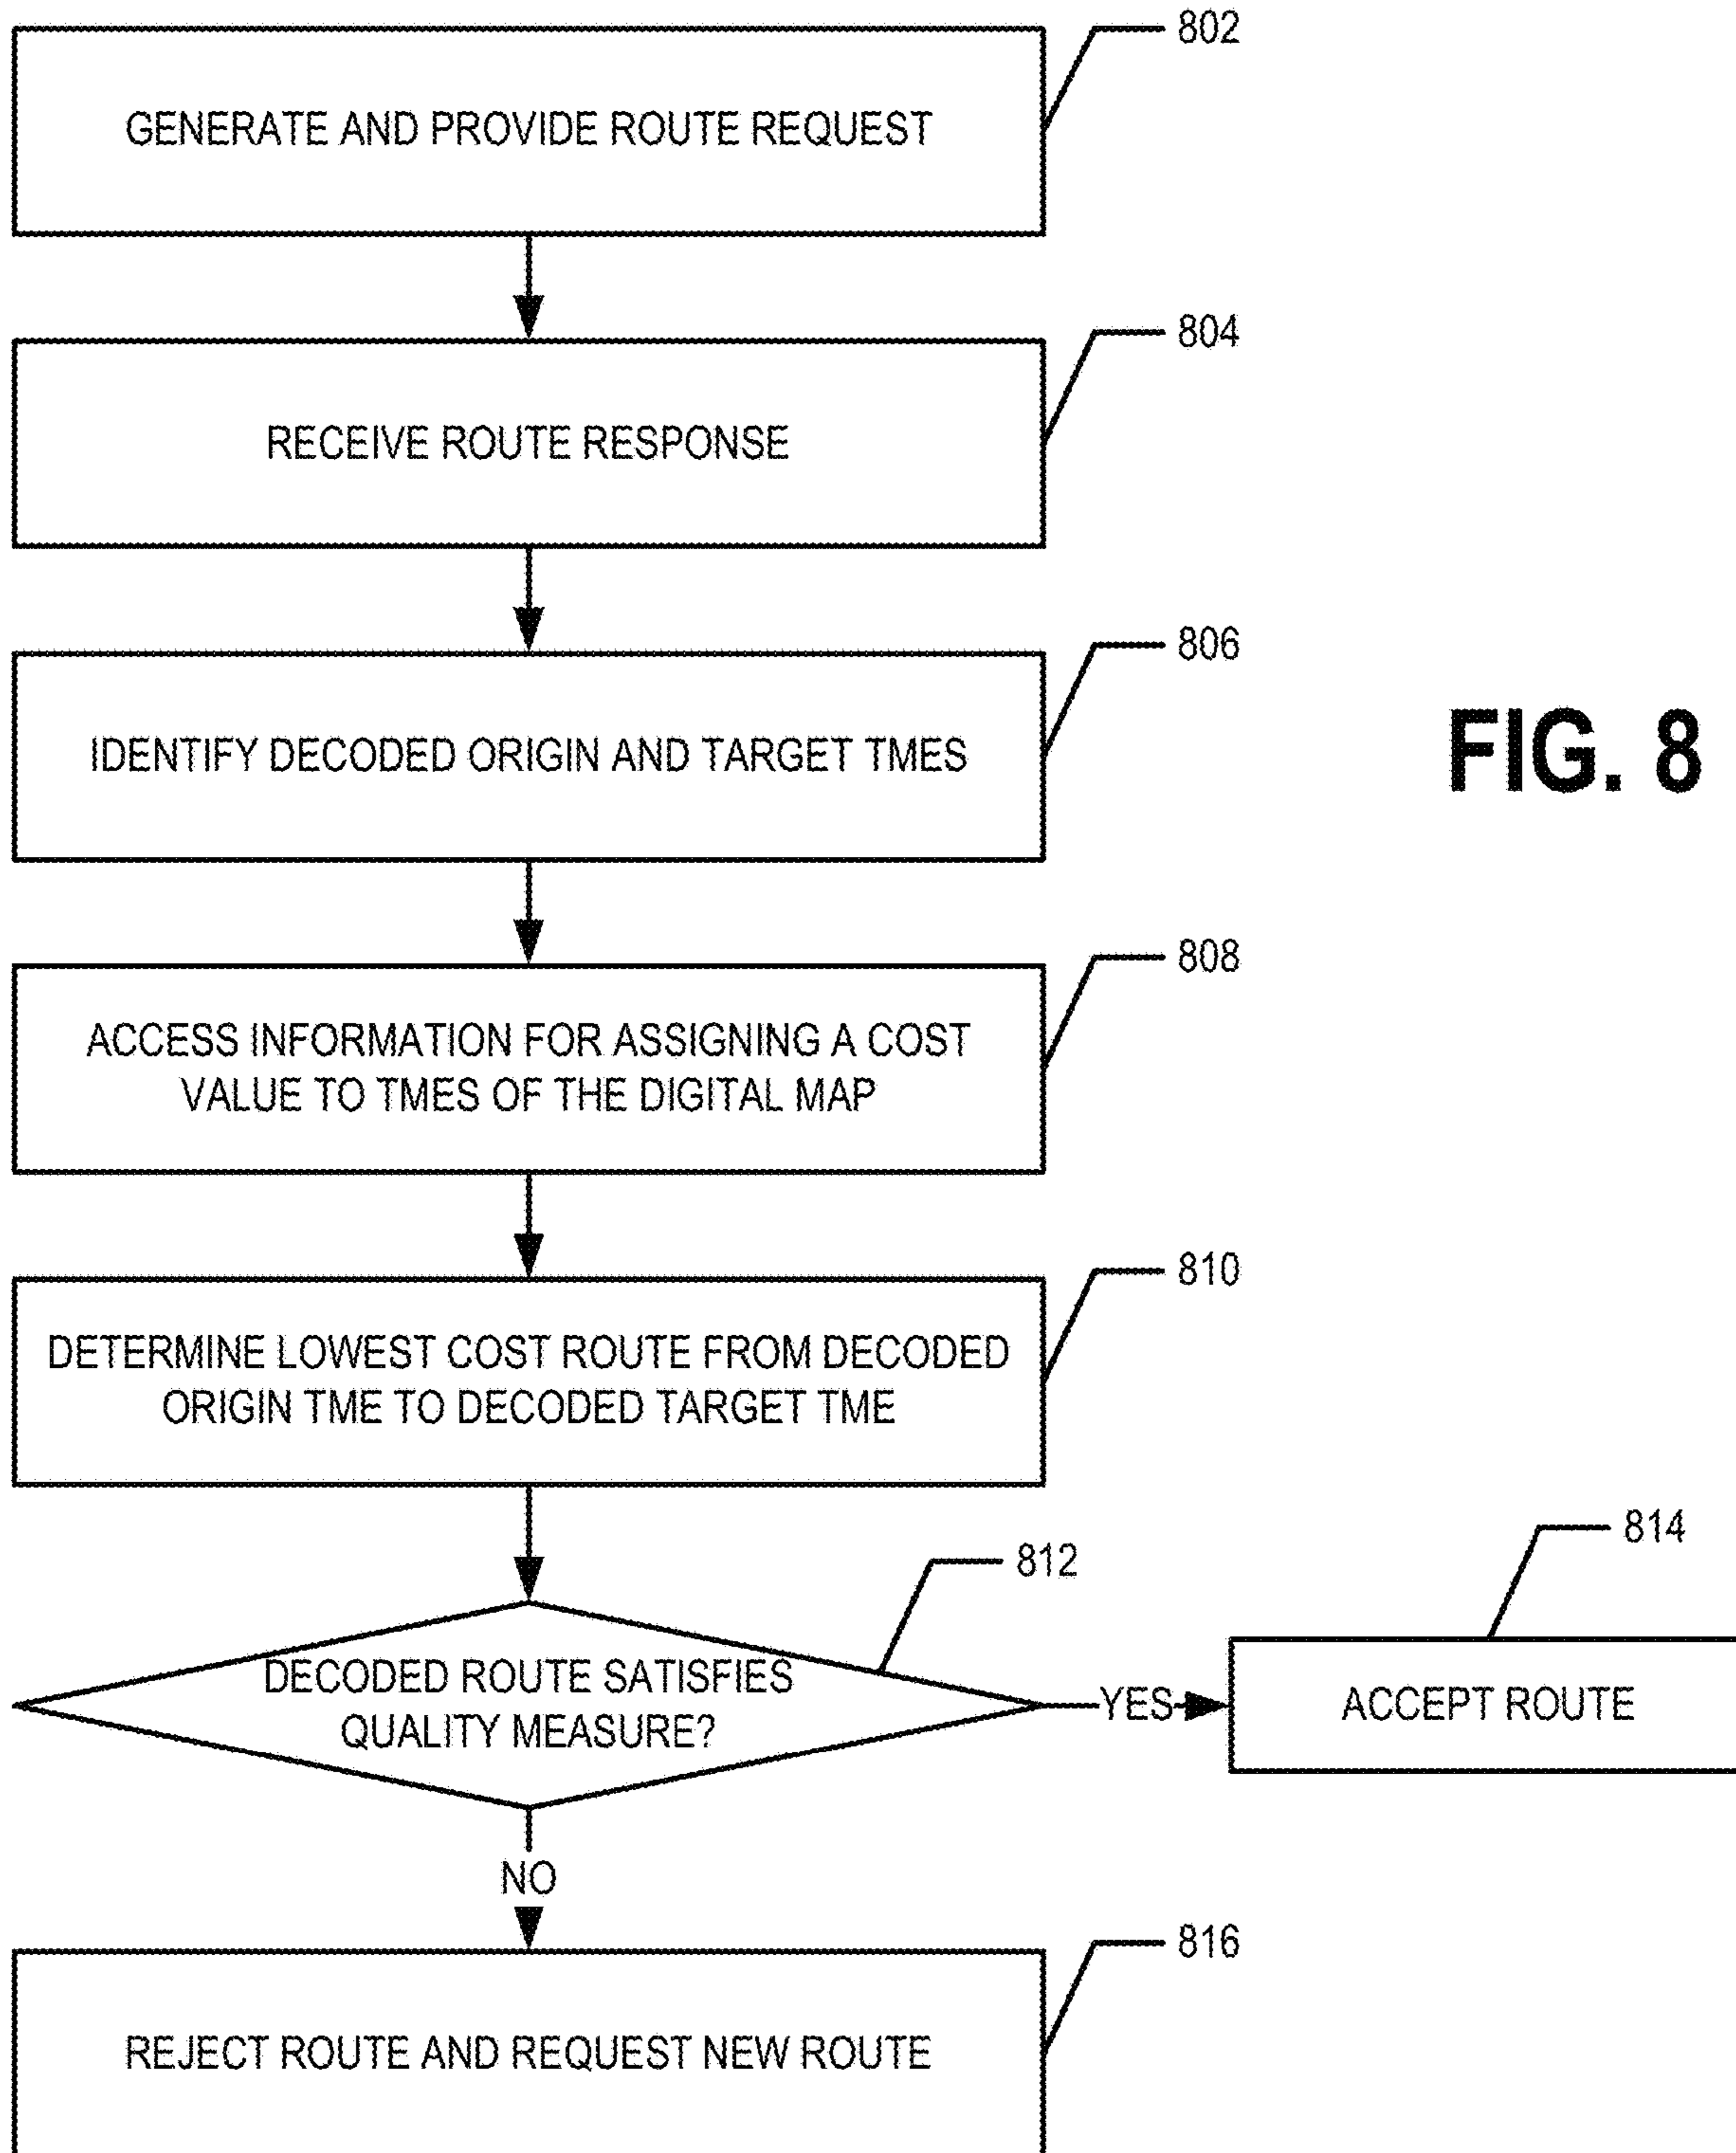 802
GENERATE AND PROVIDE ROUTE REQUEST
804
RECEIVE ROUTE RESPONSE
806
IDENTIFY DECODED ORIGIN AND TARGET TMES
FIG. 8
808
ACCESS INFORMATION FOR ASSIGNING A COST
VALUE TO TMES OF THE DIGITAL MAP
810
DETERMINE LOWEST COST ROUTE FROM DECODED
ORIGIN TME TO DECODED TARGET TME
812
DECODED ROUTE SATISFIES
QUALITY MEASURE?
YES
814
ACCEPT ROUTE
NO
816
REJECT ROUTE AND REQUEST NEW ROUTE